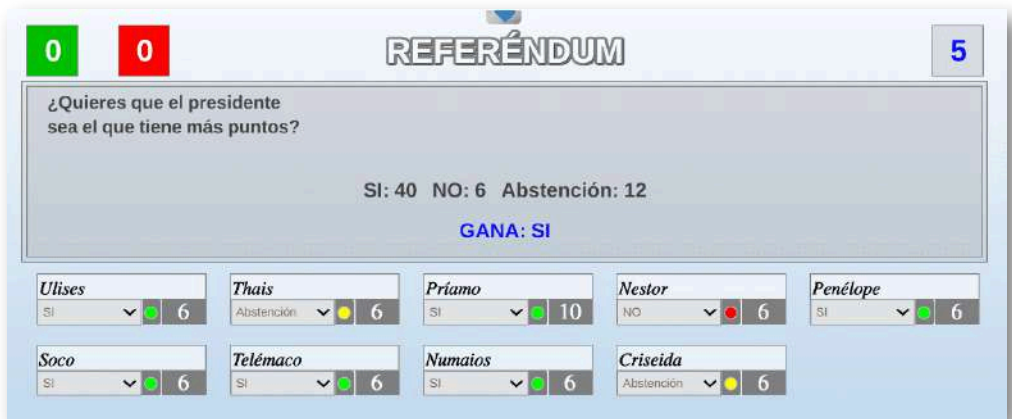 0 0 REFERÉNDUM 5
¿Quieres que el presidente
sea el que tiene más puntos?
SI: 40 NO: 6 Abstención: 12
GANA: SI
Ulises Thais Príamo Nestor Penélope
SI 6 Abstención 6 SI 10 NO 6 SI 6
Soco Telémaco Numaios Criseida
SI 6 SI 6 SI 6 Abstención 6